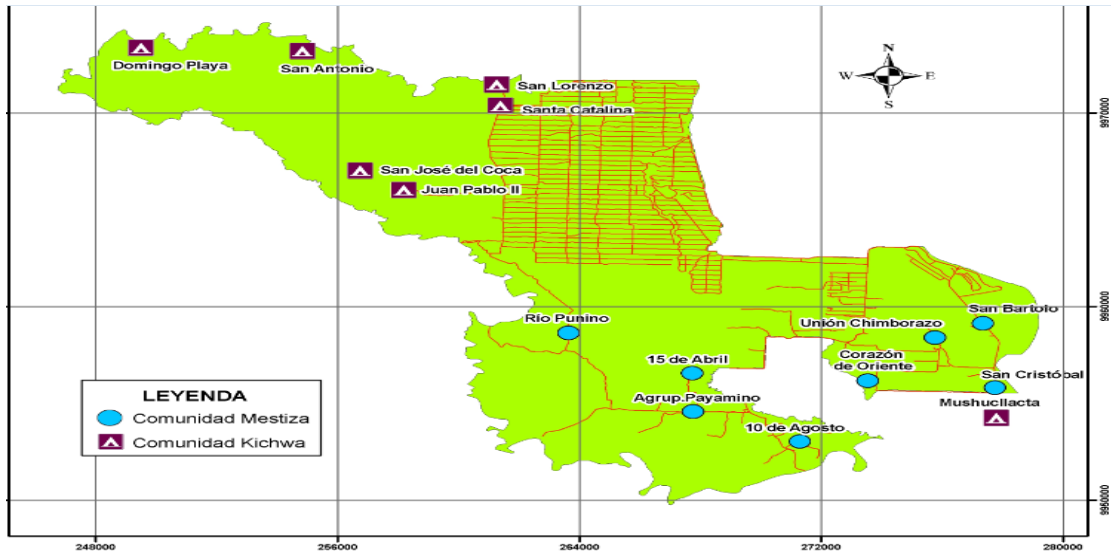 N
W E
S
Domingo Playa
San Antonio
San Lorenzo
Santa Catalina
San José del Coca
Juan Pablo II
9970000
San Bartolo
Río Punino
Unión Chimborazo
9960000
15 de Abril
Corazón
de Oriente
San Cristóbal
Agrup.Payamino
Mushucllacta
10 de Agosto
LEYENDA
Comunidad Mestiza
Comunidad Kichwa
9950000
248000
256000
264000
272000
280000